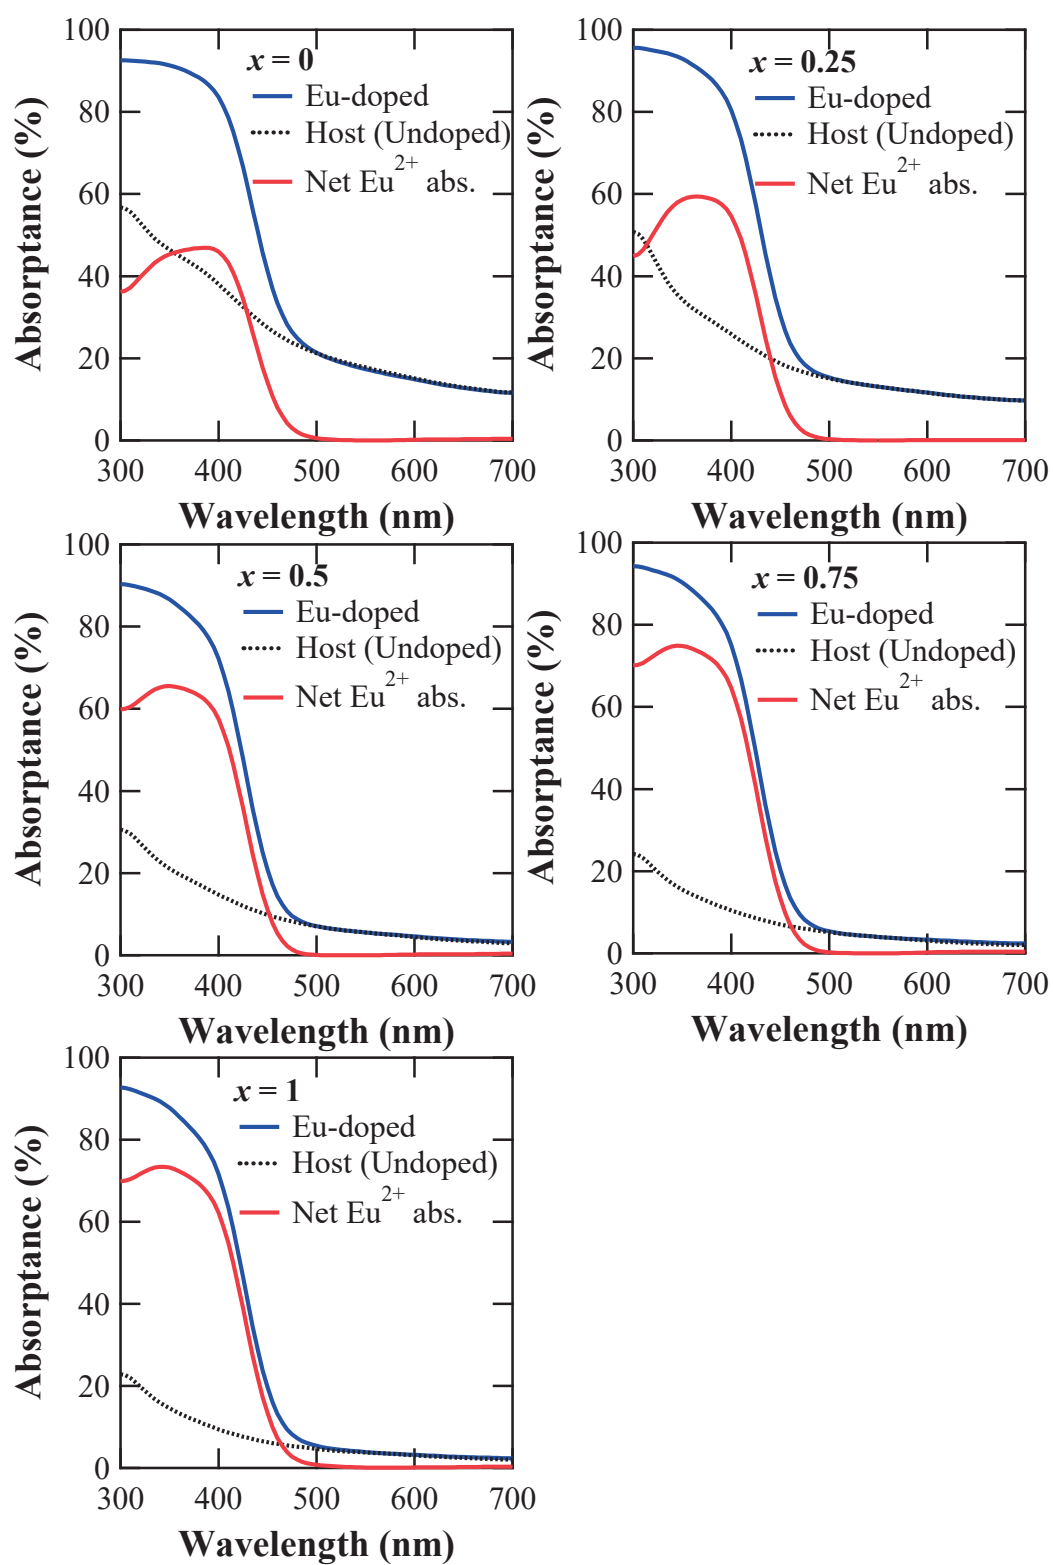 x = 0
Eu-doped
Host (Undoped)
Net Eu2+ abs.
100
80
60
40
20
0
Absorptance (%)
300 400 500 600 700
Wavelength (nm)
x = 0.25
Eu-doped
Host (Undoped)
Net Eu2+ abs.
100
80
60
40
20
0
Absorptance (%)
300 400 500 600 700
Wavelength (nm)
x = 0.5
Eu-doped
Host (Undoped)
Net Eu2+ abs.
100
80
60
40
20
0
Absorptance (%)
300 400 500 600 700
Wavelength (nm)
x = 0.75
Eu-doped
Host (Undoped)
Net Eu2+ abs.
100
80
60
40
20
0
Absorptance (%)
300 400 500 600 700
Wavelength (nm)
x = 1
Eu-doped
Host (Undoped)
Net Eu2+ abs.
100
80
60
40
20
0
Absorptance (%)
300 400 500 600 700
Wavelength (nm)